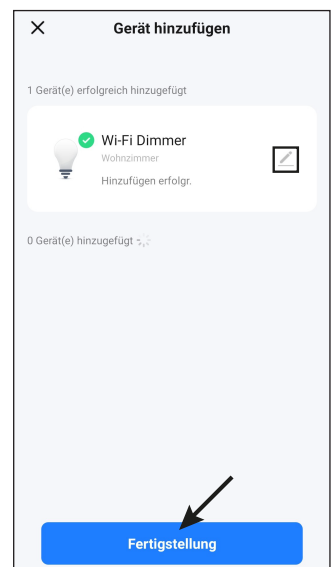 Gerät hinzufügen
1 Gerät(e) erfolgreich hinzugefügt
Wi-Fi Dimmer
Wohnzimmer
Hinzufügen erfolgr.
0 Gerät(e) hinzugefügt
Fertigstellung